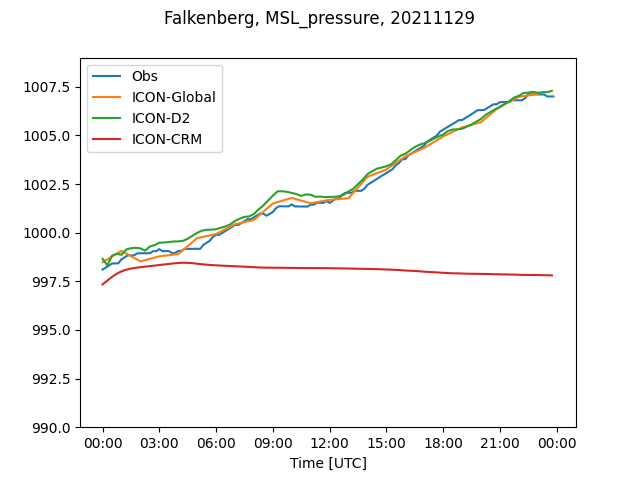 Falkenberg, MSL_pressure, 20211129
Obs
ICON-Global
ICON-D2
ICON-CRM
1007.5
1005.0
1002.5
1000.0
997.5
995.0
992.5
990.0
00:00 03:00 06:00 09:00 12:00 15:00 18:00 21:00 00:00
Time [UTC]